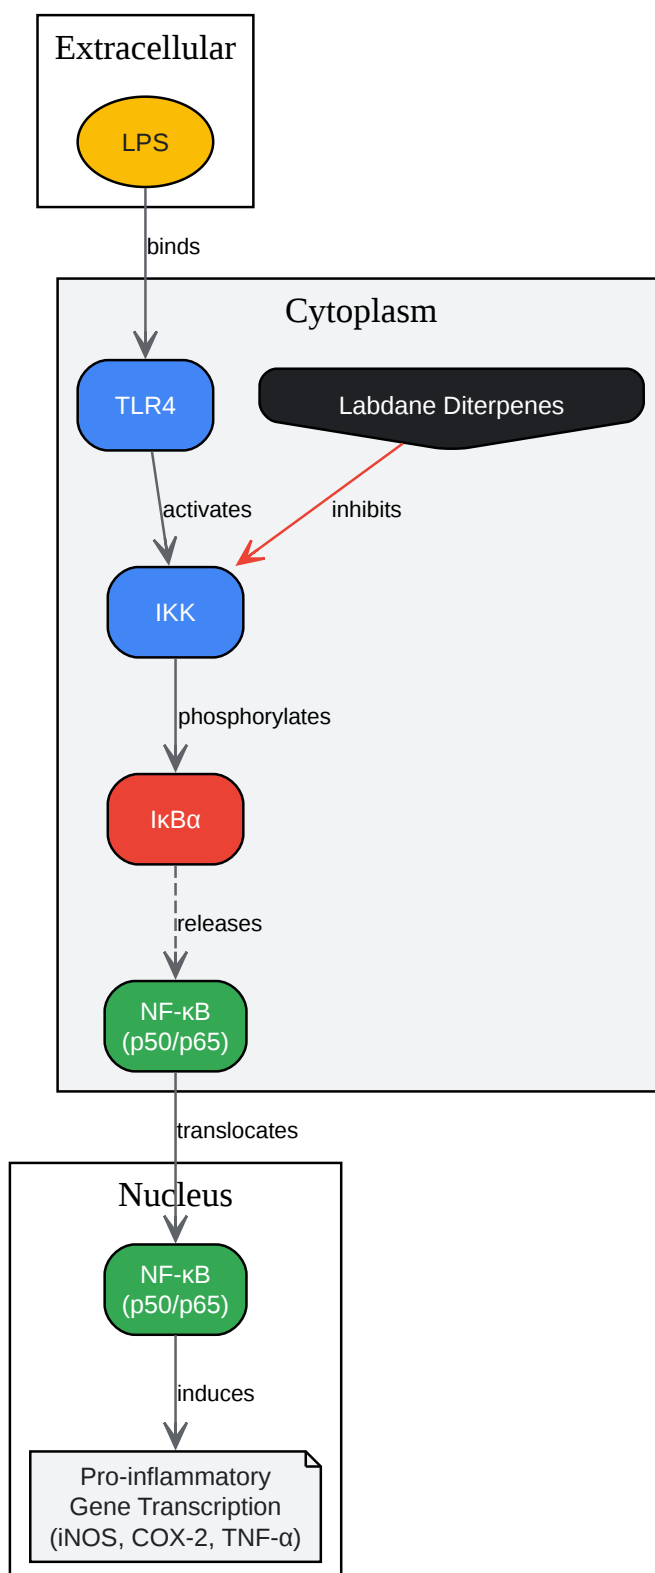 Extracellular
LPS
binds
Cytoplasm
TLR4
Labdane Diterpenes
activates
inhibits
IKK
phosphorylates
IκBα
releases
NF-κB
(p50/p65)
translocates
Nucleus
NF-κB
(p50/p65)
induces
Pro-inflammatory
Gene Transcription
(iNOS, COX-2, TNF-α)